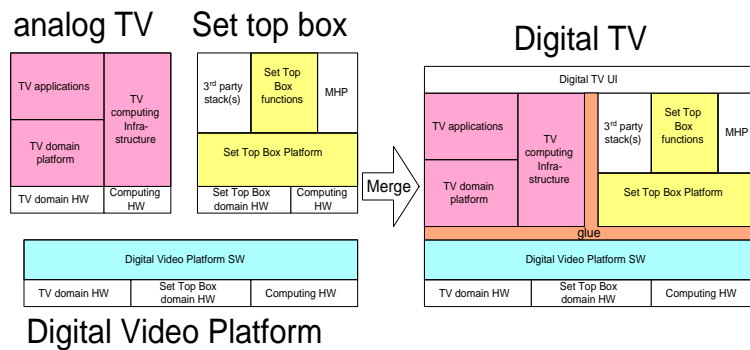 analog TV
TV applications
TV domain
platform
TV
computing
Infra-
structure
TV domain HW
Computing
HW
Set top box
3rd party
stack(s)
Set Top
Box
functions
MHP
Set Top Box Platform
Set Top Box
domain HW
Computing
HW
Merge
Digital TV
Digital TV UI
TV applications
TV domain
platform
TV
computing
Infra-
structure
3rd party
stack(s)
Set Top
Box
functions
MHP
Set Top Box Platform
glue
Digital Video Platform SW
TV domain HW
Set Top Box
domain HW
Computing HW
Digital Video Platform SW
TV domain HW
Set Top Box
domain HW
Computing HW
Digital Video Platform